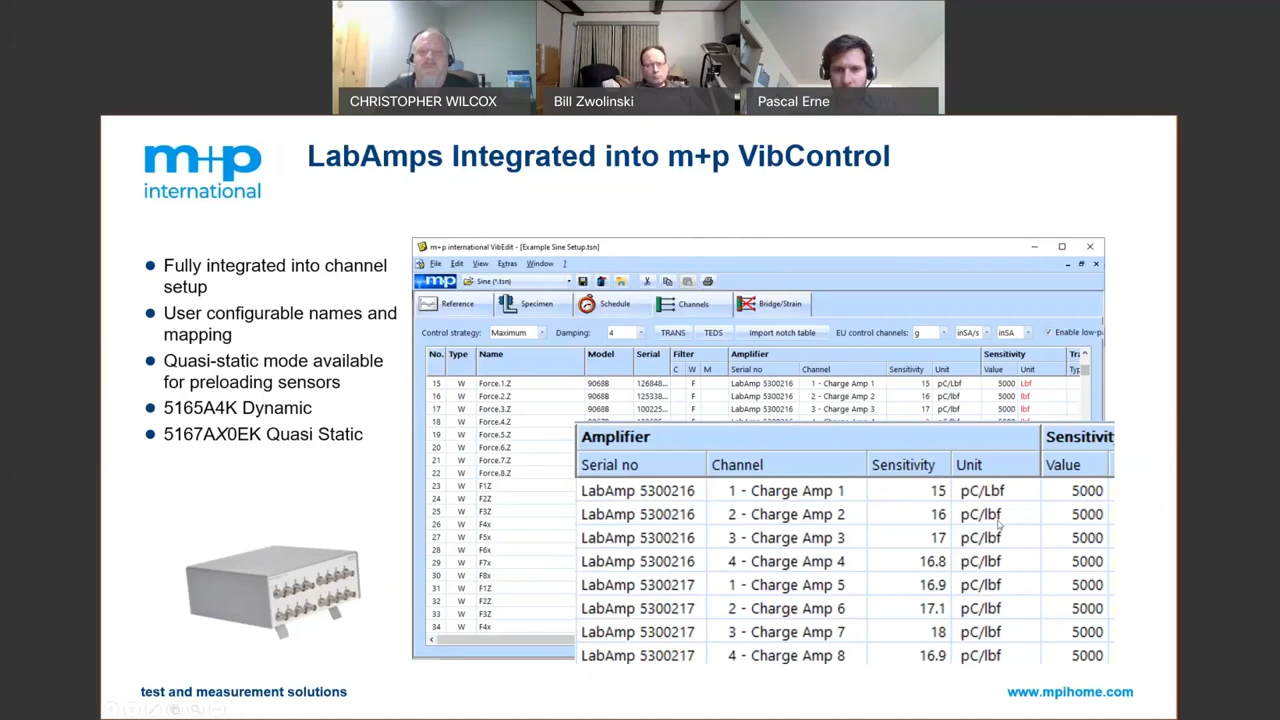 CHRISTOPHER WILCOX
Bill Zwolinski
Pascal Erne
m+p
international
LabAmps Integrated into m+p VibControl
Fully integrated into channel
setup
User configurable names and
mapping
Quasi-static mode available
for preloading sensors
5165A4K Dynamic
5167AX0EK Quasi Static
m+p international VibEdit - [Example Sine Setup.tsn]
File Edit View Extras Window ?
mp Sine (*.tsn)
Reference Specimen Schedule Channels Bridge/Strain
Control strategy: Maximum Damping: 4 TRANS TEDS Import notch table EU control channels: g inSA/s inSA Enable low-p
No. Type Name Model Serial Filter Amplifier Sensitivity Tra
C W M Serial no Channel Sensitivity Unit Value Unit Typ
15 W Force.1.Z 9068B 126848... F LabAmp 5300216 1 - Charge Amp 1 15 pC/Lbf 5000 Lbf
16 W Force.2.Z 9068B 125338... F LabAmp 5300216 2 - Charge Amp 2 16 pC/lbf 5000 lbf
17 W Force.3.Z 9068B 100225... F LabAmp 5300216 3 - Charge Amp 3 17 pC/lbf 5000 lbf
18 W Force.4.Z
19 W Force.5.Z
20 W Force.6.Z
21 W Force.7.Z
22 W Force.8.Z
23 W F1Z
24 W F2Z
25 W F3Z
26 W F4x
27 W F5x
28 W F6x
29 W F7x
30 W F8x
31 W F1Z
32 W F2Z
33 W F3Z
34 W F4x
Amplifier Sensitivity
Serial no Channel Sensitivity Unit Value
LabAmp 5300216 1 - Charge Amp 1 15 pC/Lbf 5000
LabAmp 5300216 2 - Charge Amp 2 16 pC/lbf 5000
LabAmp 5300216 3 - Charge Amp 3 17 pC/lbf 5000
LabAmp 5300216 4 - Charge Amp 4 16.8 pC/lbf 5000
LabAmp 5300217 1 - Charge Amp 5 16.9 pC/lbf 5000
LabAmp 5300217 2 - Charge Amp 6 17.1 pC/lbf 5000
LabAmp 5300217 3 - Charge Amp 7 18 pC/lbf 5000
LabAmp 5300217 4 - Charge Amp 8 16.9 pC/lbf 5000
test and measurement solutions
www.mpihome.com